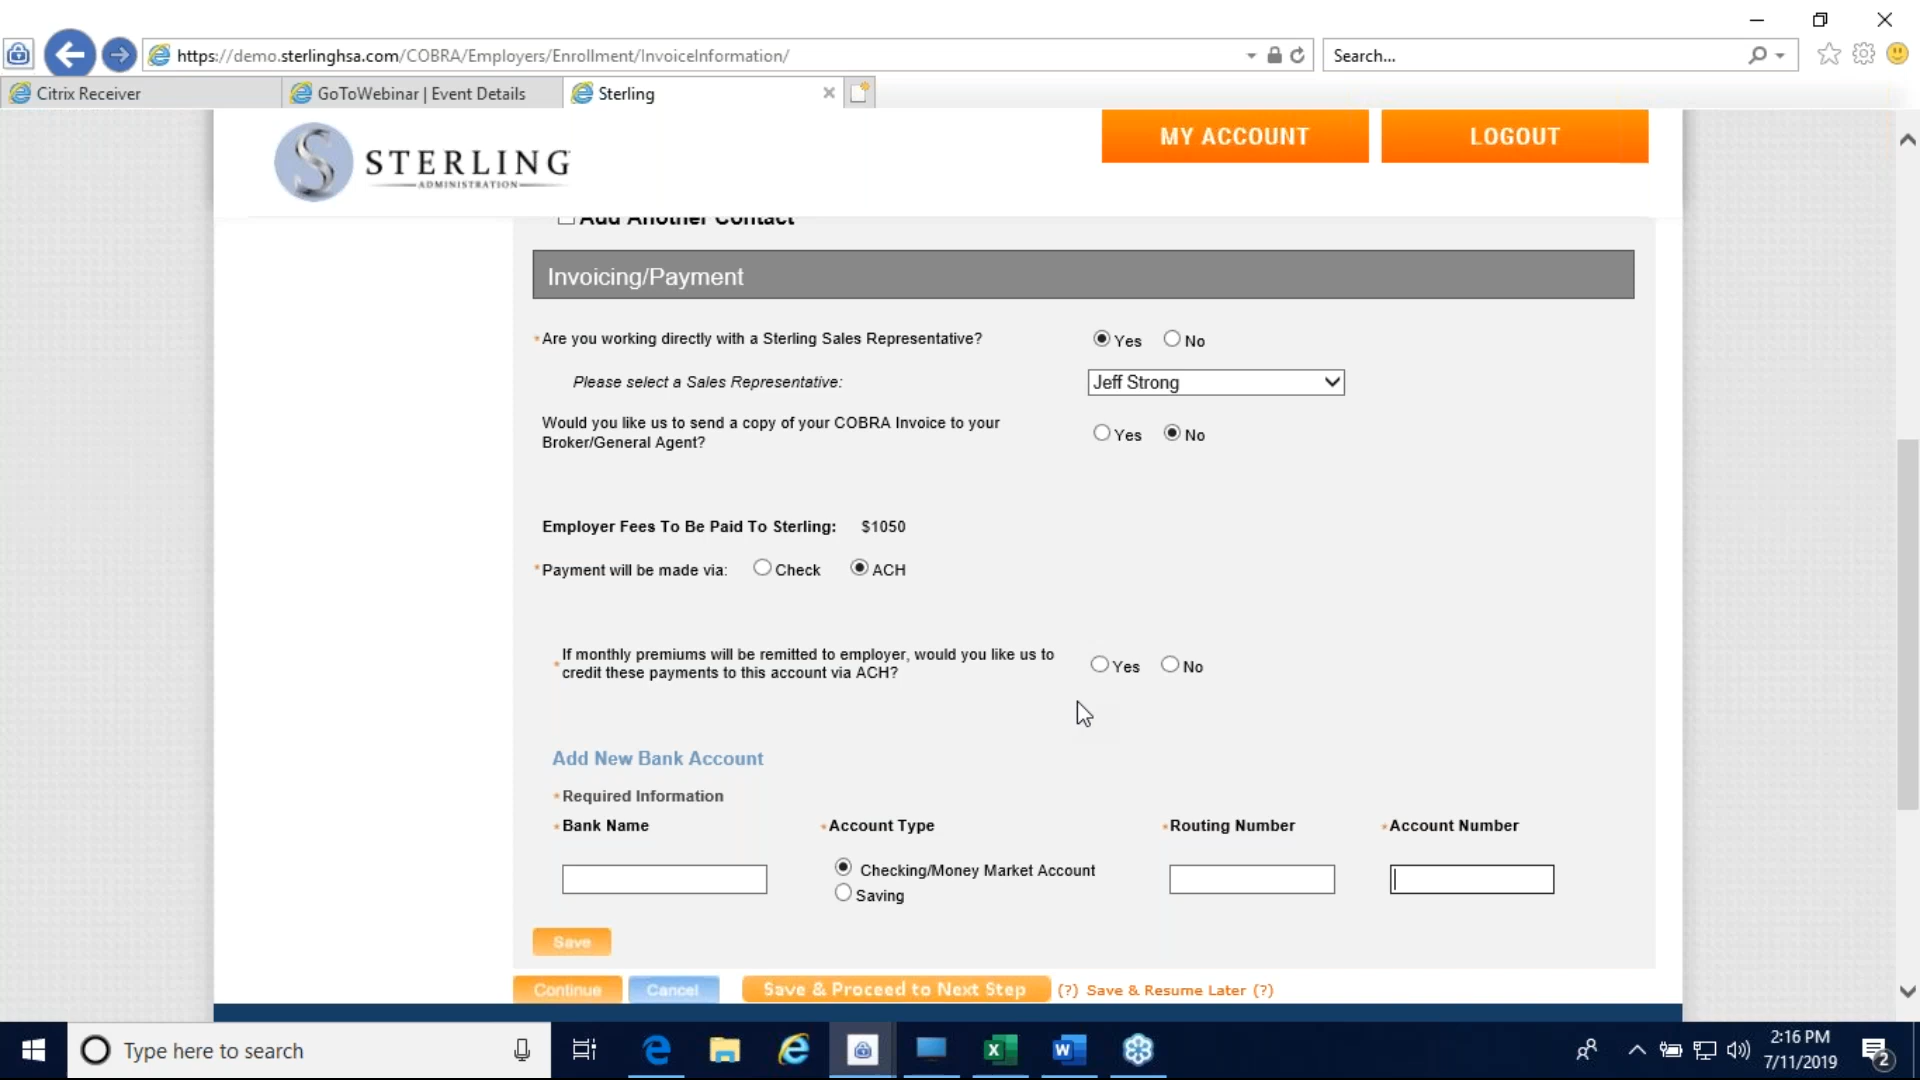 https://demo.sterlinghsa.com/COBRA/Employers/Enrollment/InvoiceInformation/
Search...
Citrix Receiver
GoToWebinar | Event Details
Sterling
STERLING
ADMINISTRATION
MY ACCOUNT
LOGOUT
Add Another Contact
Invoicing/Payment
*Are you working directly with a Sterling Sales Representative? Yes No
Please select a Sales Representative: Jeff Strong
Would you like us to send a copy of your COBRA Invoice to your
Broker/General Agent?
Yes No
Employer Fees To Be Paid To Sterling: $1050
*Payment will be made via: Check ACH
*If monthly premiums will be remitted to employer, would you like us to
credit these payments to this account via ACH?
Yes No
Add New Bank Account
*Required Information
*Bank Name *Account Type *Routing Number *Account Number
Checking/Money Market Account
Saving
Save
Continue Cancel Save & Proceed to Next Step (?) Save & Resume Later (?)
Type here to search
2:16 PM
7/11/2019
2